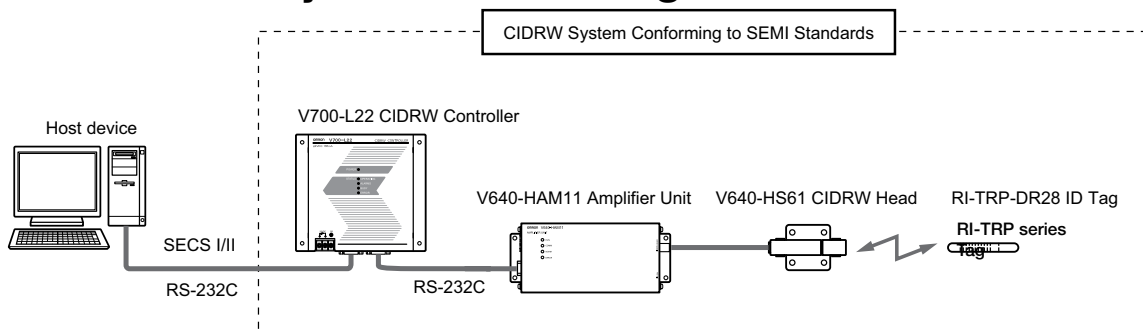 CIDRW System Conforming to SEMI Standards
V700-L22 CIDRW Controller
Host device
V640-HAM11 Amplifier Unit
V640-HS61 CIDRW Head
RI-TRP-DR28 ID Tag
RI-TRP series
Tag
SECS I/II
RS-232C
RS-232C